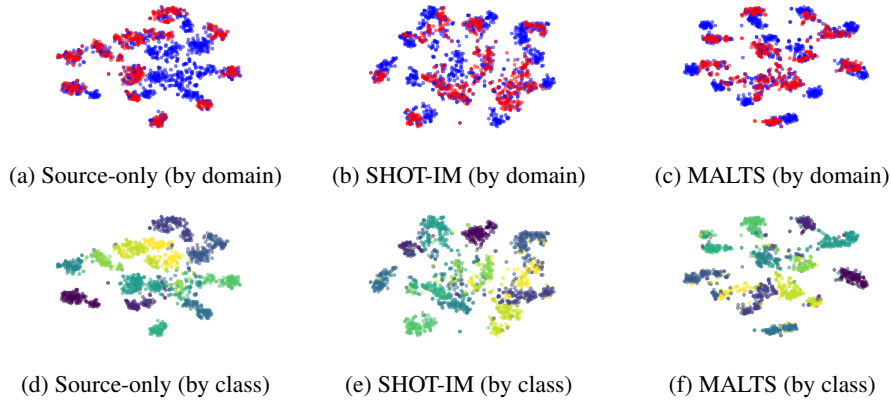 (a) Source-only (by domain)
(b) SHOT-IM (by domain)
(c) MALTS (by domain)
(d) Source-only (by class)
(e) SHOT-IM (by class)
(f) MALTS (by class)